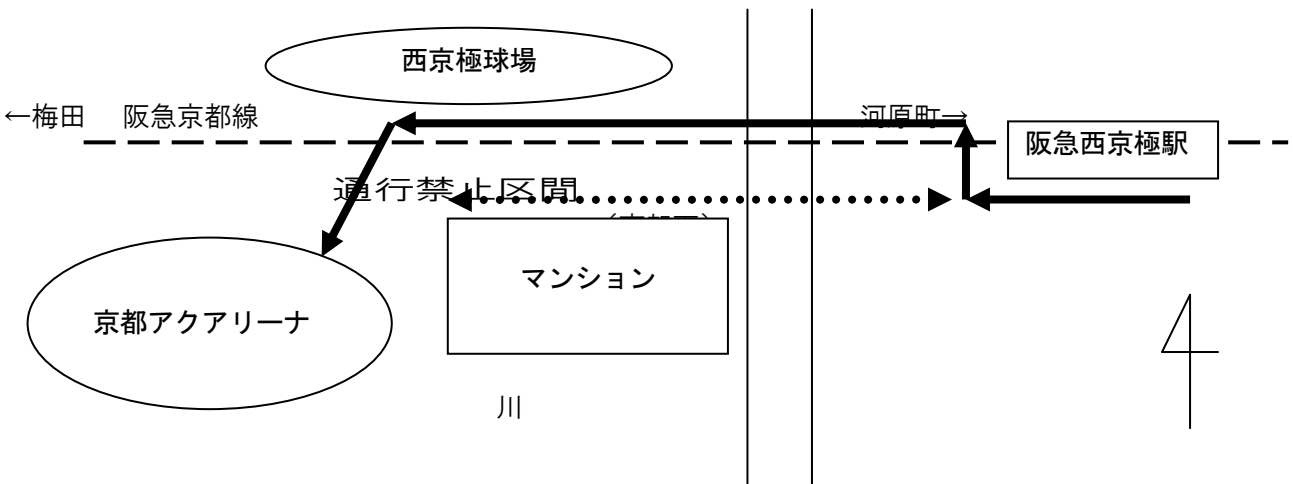 西京極球場
←梅田　阪急京都線
河原町→
阪急西京極駅
通行禁止区間
マンション
京都アクアリーナ
川